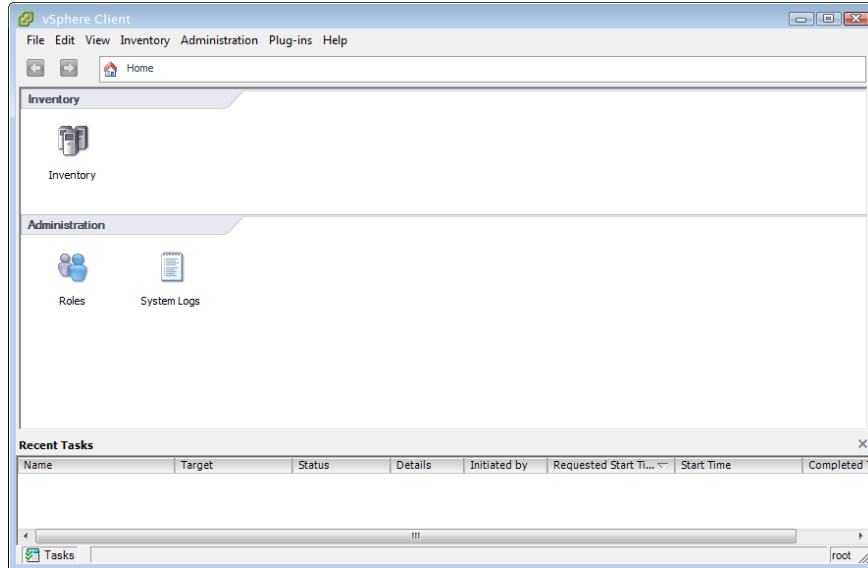 vSphere Client
File Edit View Inventory Administration Plug-ins Help
Home
Inventory
Inventory
Administration
Roles System Logs
Recent Tasks
Name Target Status Details Initiated by Requested Start Ti... Start Time Completed
Tasks root